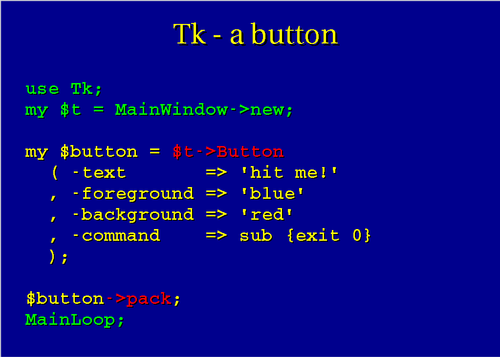 Tk - a button
use Tk;
my $t = MainWindow->new;
my $button = $t->Button
( -text => 'hit me!'
, -foreground => 'blue'
, -background => 'red'
, -command => sub {exit 0}
);
$button->pack;
MainLoop;